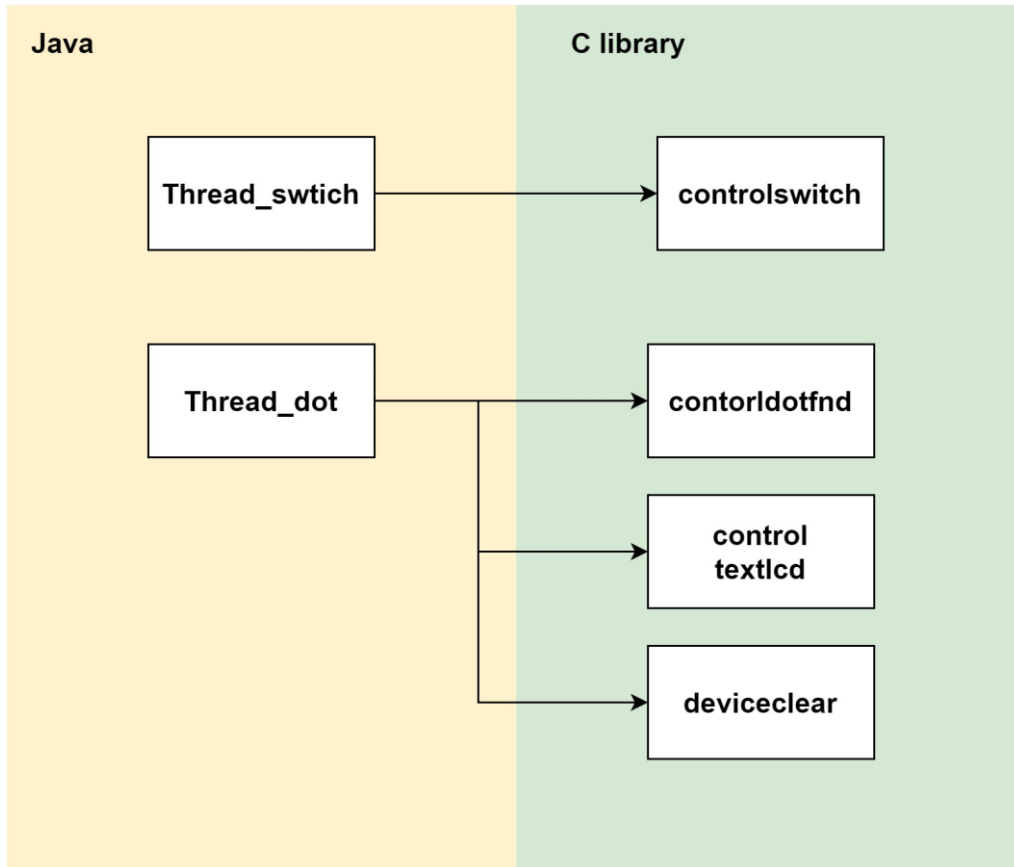 Java
C library
Thread_swtich
controlswitch
Thread_dot
contorldotfnd
control
textlcd
deviceclear